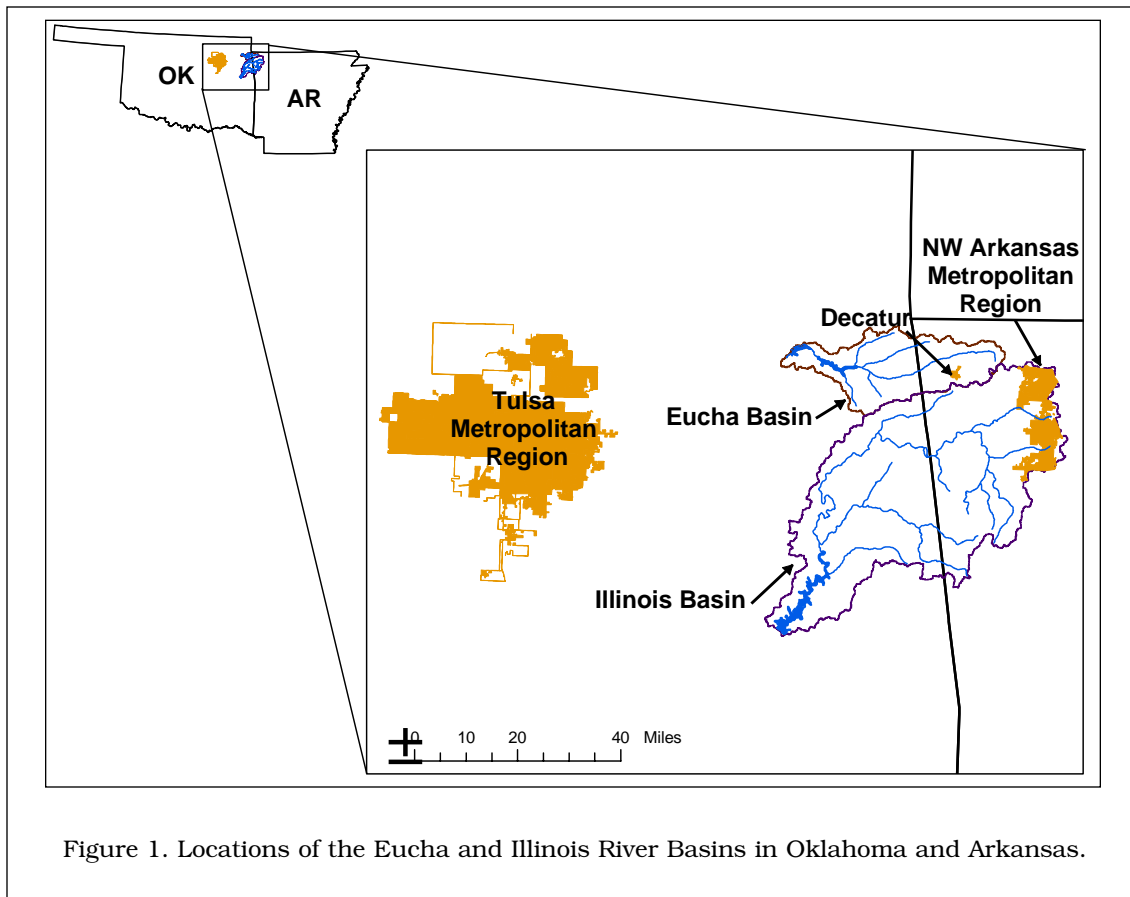 OK
AR
NW Arkansas
Metropolitan
Region
Decatur
Tulsa
Metropolitan
Region
Eucha Basin
Illinois Basin
0 10 20 40 Miles
Figure 1. Locations of the Eucha and Illinois River Basins in Oklahoma and Arkansas.